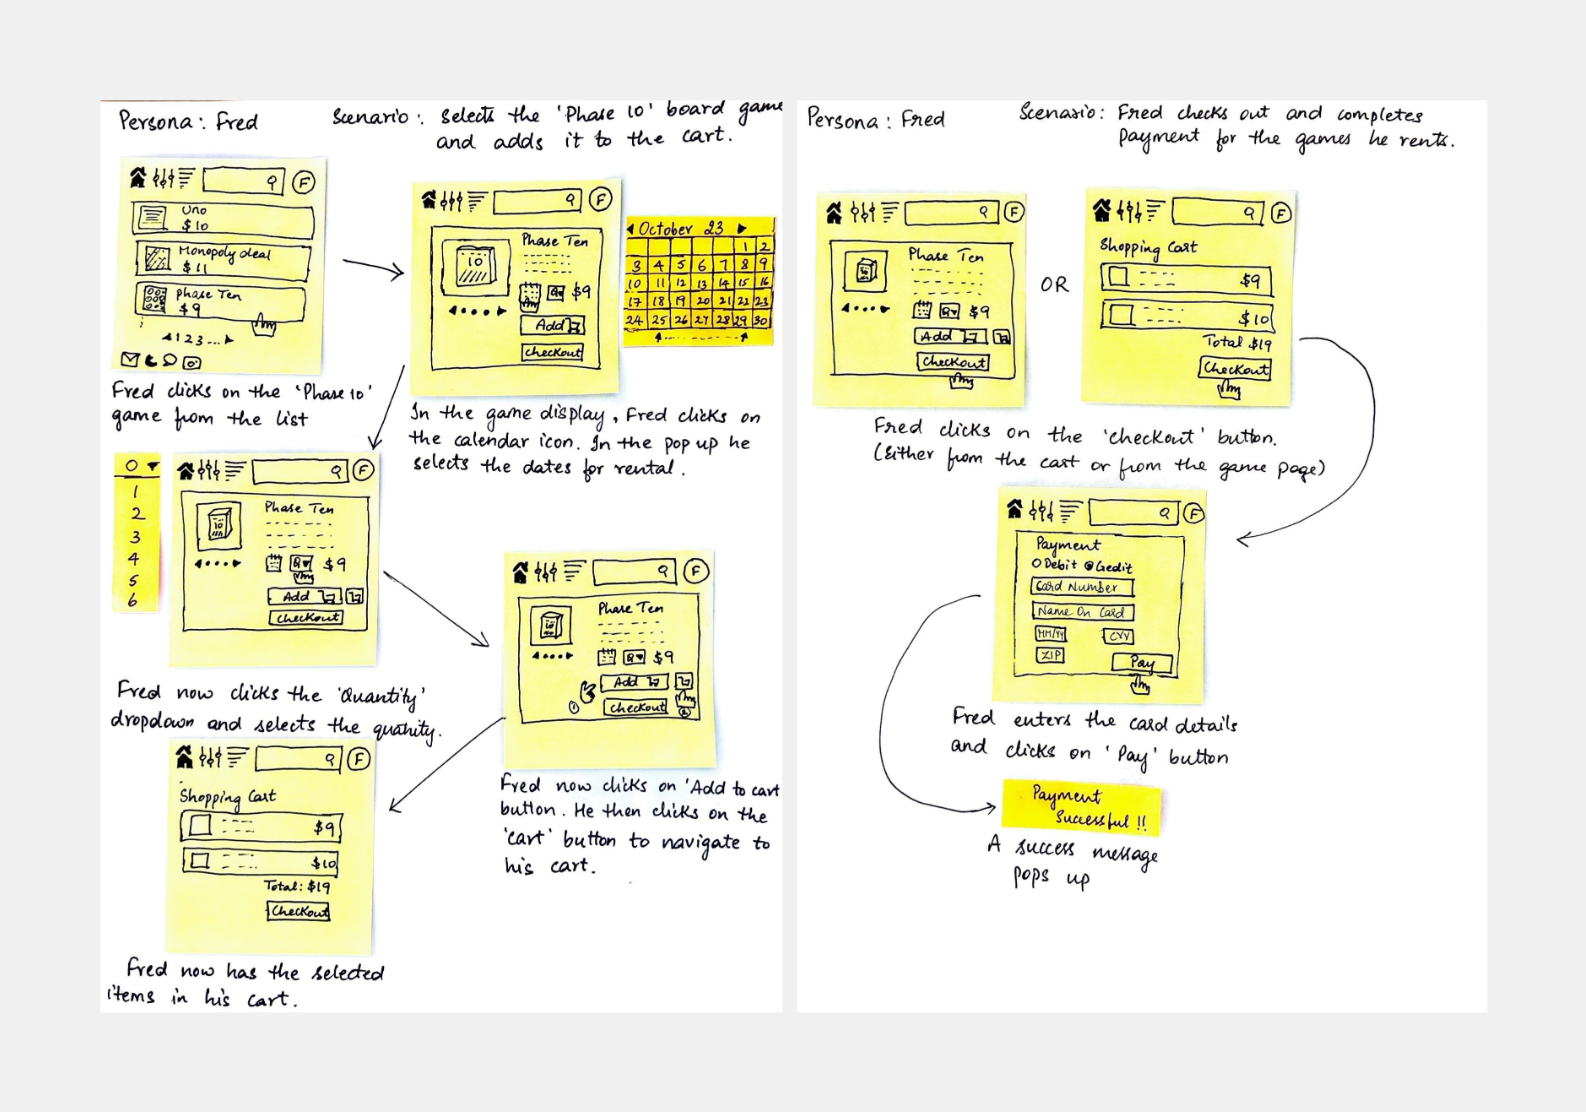 Persona: Fred
Scenario: Selects the 'Phase 10' board game
and adds it to the cart.
F
Uno
$10
Monopoly deal
$11
Phase Ten
$9
1 2 3 ...
Fred clicks on the 'Phase 10'
game from the list
F
Phase Ten
10
$9
Add
Checkout
October 23
1 2
3 4 5 6 7 8 9
10 11 12 13 14 15 16
17 18 19 20 21 22 23
24 25 26 27 28 29 30
In the game display, Fred clicks on
the calendar icon. In the pop up he
selects the dates for rental.
0
1
2
3
4
5
6
F
Phase Ten
10
$9
Add
Checkout
Fred now clicks the 'Quantity'
dropdown and selects the quanity.
F
Phase Ten
10
$9
Add
Checkout
1
2
Fred now clicks on 'Add to cart
button. He then clicks on the
'cart' button to navigate to
his cart.
F
Shopping Cart
$9
$10
Total: $19
Checkout
Fred now has the selected
items in his cart.
Persona: Fred
Scenario: Fred checks out and completes
Payment for the games he rents.
F
Phase Ten
10
$9
Add
Checkout
OR
F
Shopping Cart
$9
$10
Total $19
Checkout
Fred clicks on the 'checkout' button.
(Either from the cart or from the game page)
F
Payment
Debit Credit
Card Number
Name On Card
MM/YY CVV
ZIP
Pay
Fred enters the card details
and clicks on 'Pay' button
Payment
Successful !!
A success message
pops up